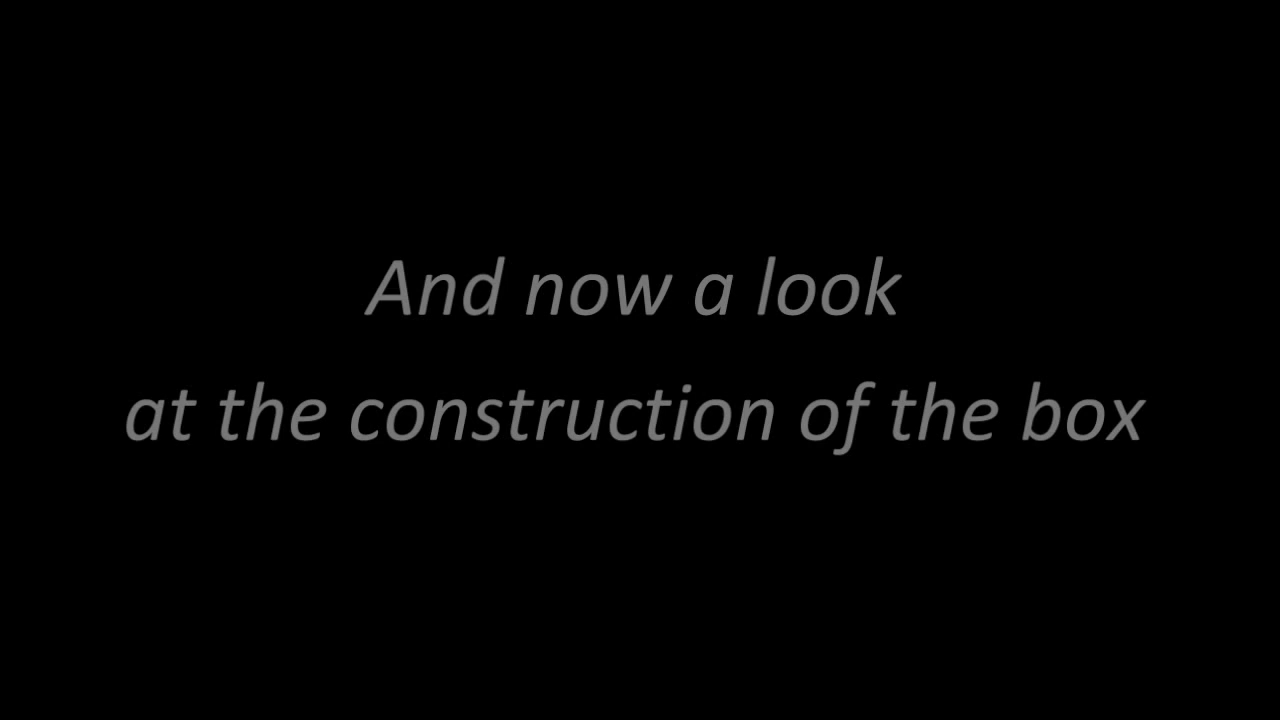 And now a look
at the construction of the box